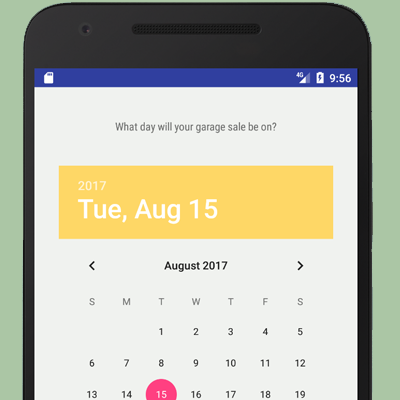 4G 9:56
What day will your garage sale be on?
2017
Tue, Aug 15
August 2017
S M T W T F S
1 2 3 4 5
6 7 8 9 10 11 12
13 14 15 16 17 18 19